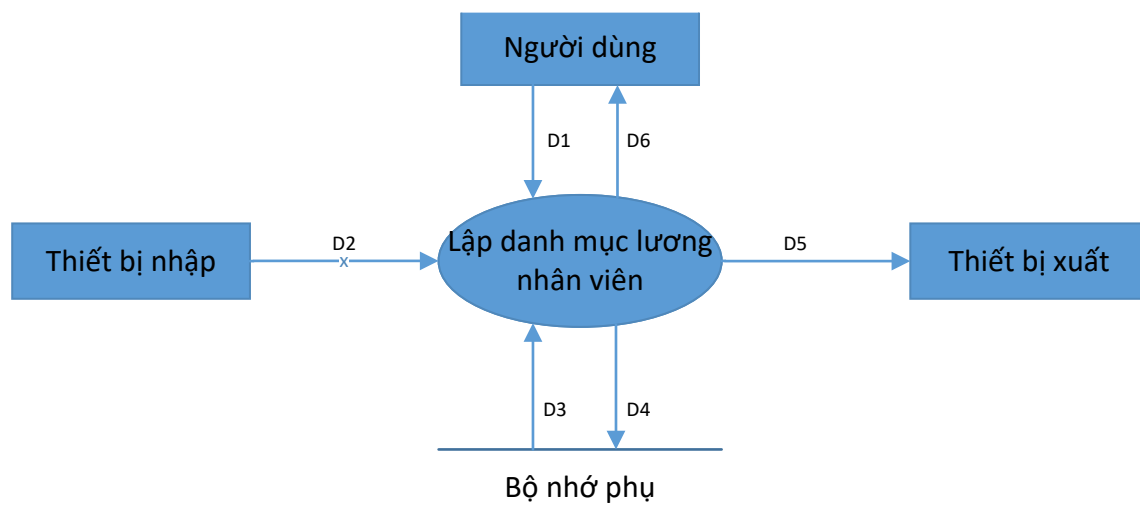 Người dùng
D1
D6
Thiết bị nhập
D2
x
Lập danh mục lương
nhân viên
D5
Thiết bị xuất
D3
D4
Bộ nhớ phụ